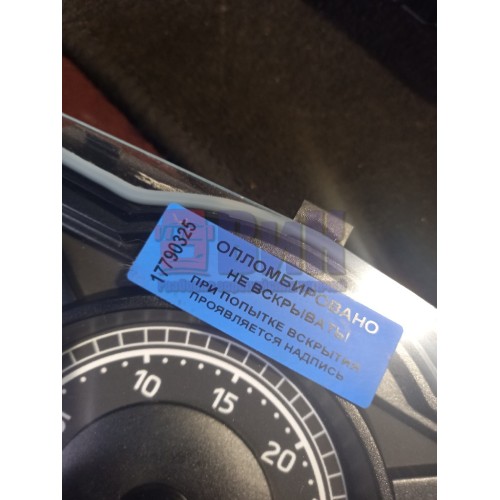 17790325
ОПЛОМБИРОВАНО
НЕ ВСКРЫВАТЬ!
ПРИ ПОПЫТКЕ ВСКРЫТИЯ
ПРОЯВЛЯЕТСЯ НАДПИСЬ
10
15
20